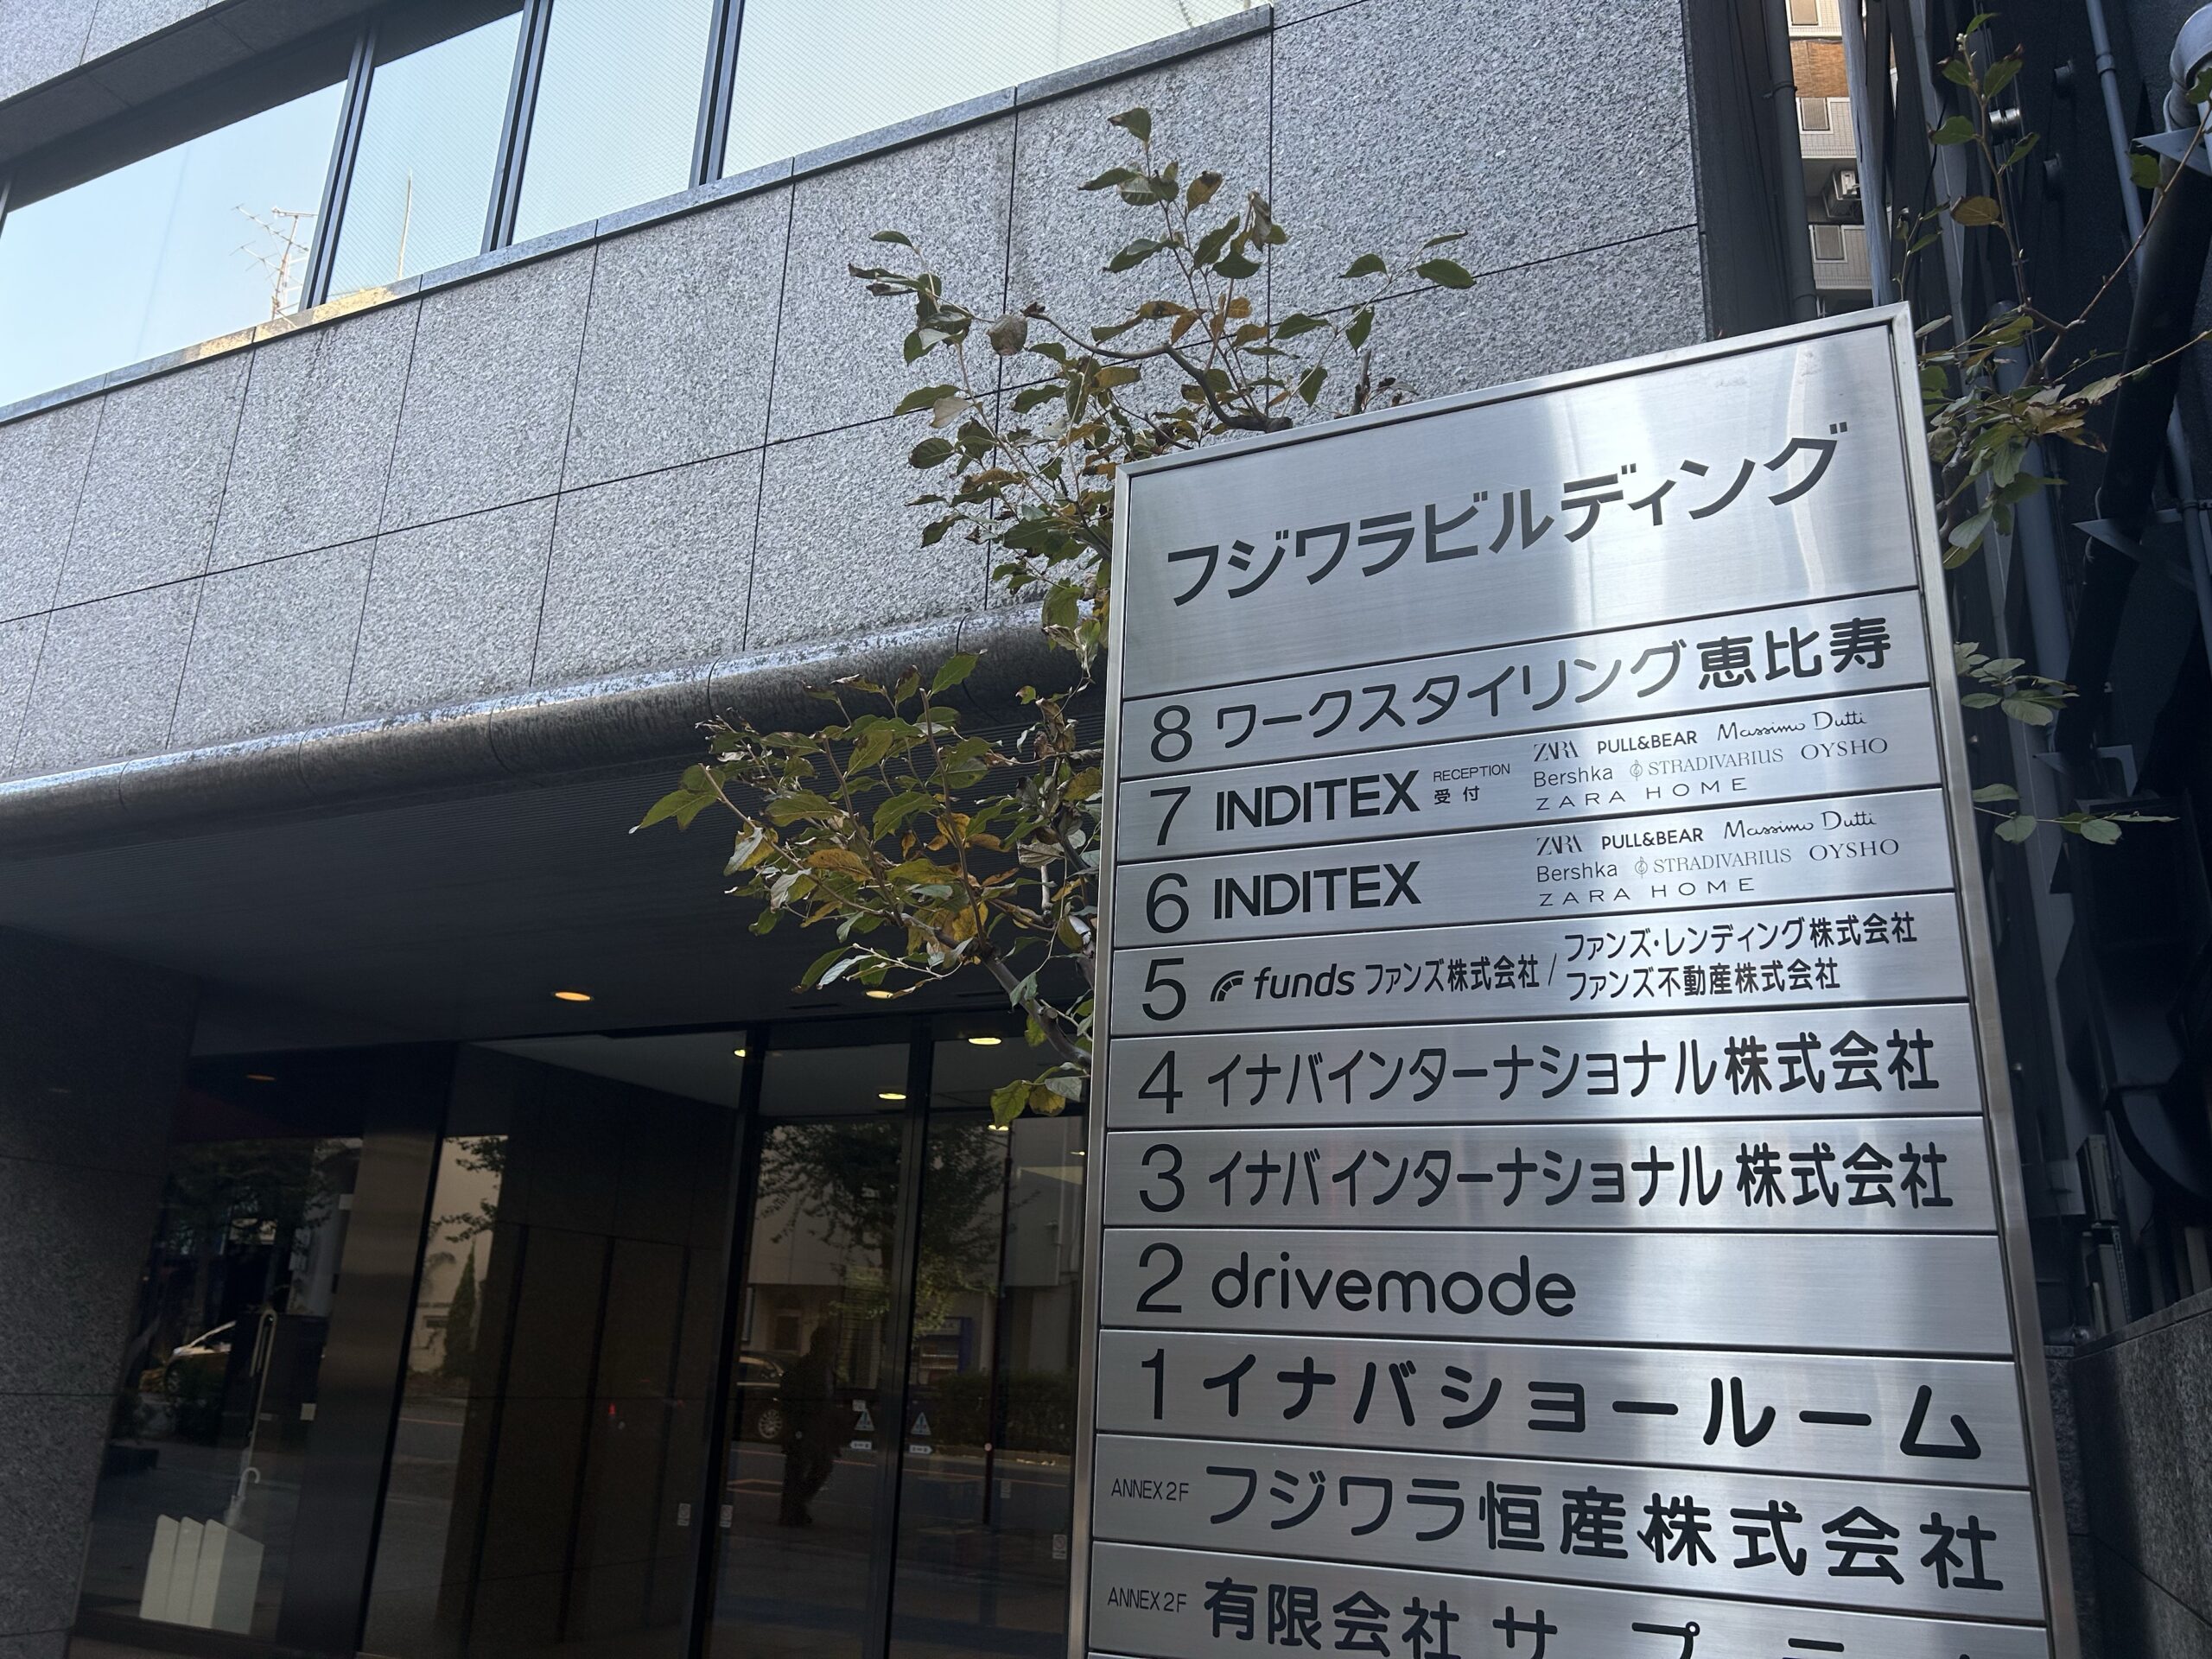 フジワラビルディング
8 ワークスタイリング恵比寿
7 INDITEX RECEPTION 受付 ZARA PULL&BEAR Massimo Dutti
Bershka STRADIVARIUS OYSHO
ZARA HOME
6 INDITEX ZARA PULL&BEAR Massimo Dutti
Bershka STRADIVARIUS OYSHO
ZARA HOME
5 funds ファンズ株式会社 / ファンズ・レンディング株式会社
ファンズ不動産株式会社
4 イナバインターナショナル株式会社
3 イナバインターナショナル株式会社
2 drivemode
1 イナバショールーム
ANNEX 2F フジワラ恒産株式会社
ANNEX 2F 有限会社